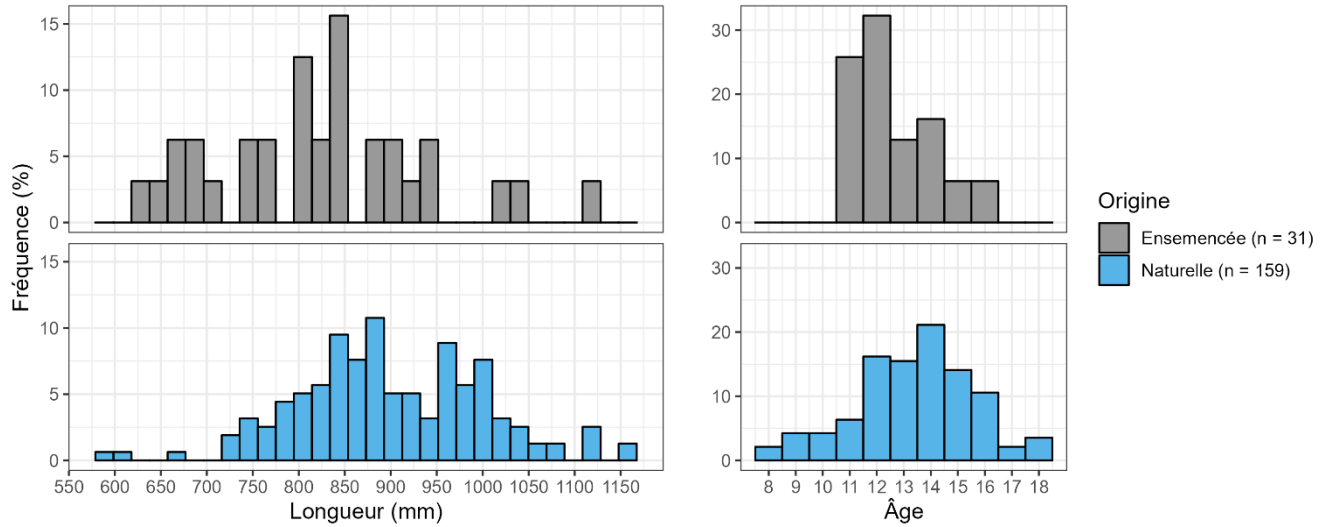 Fréquence (%)
15
10
5
0
15
10
5
0
550 600 650 700 750 800 850 900 950 1000 1050 1100 1150
Longueur (mm)
30
20
10
0
30
20
10
0
8 9 10 11 12 13 14 15 16 17 18
Âge
Origine
Ensemencée (n = 31)
Naturelle (n = 159)